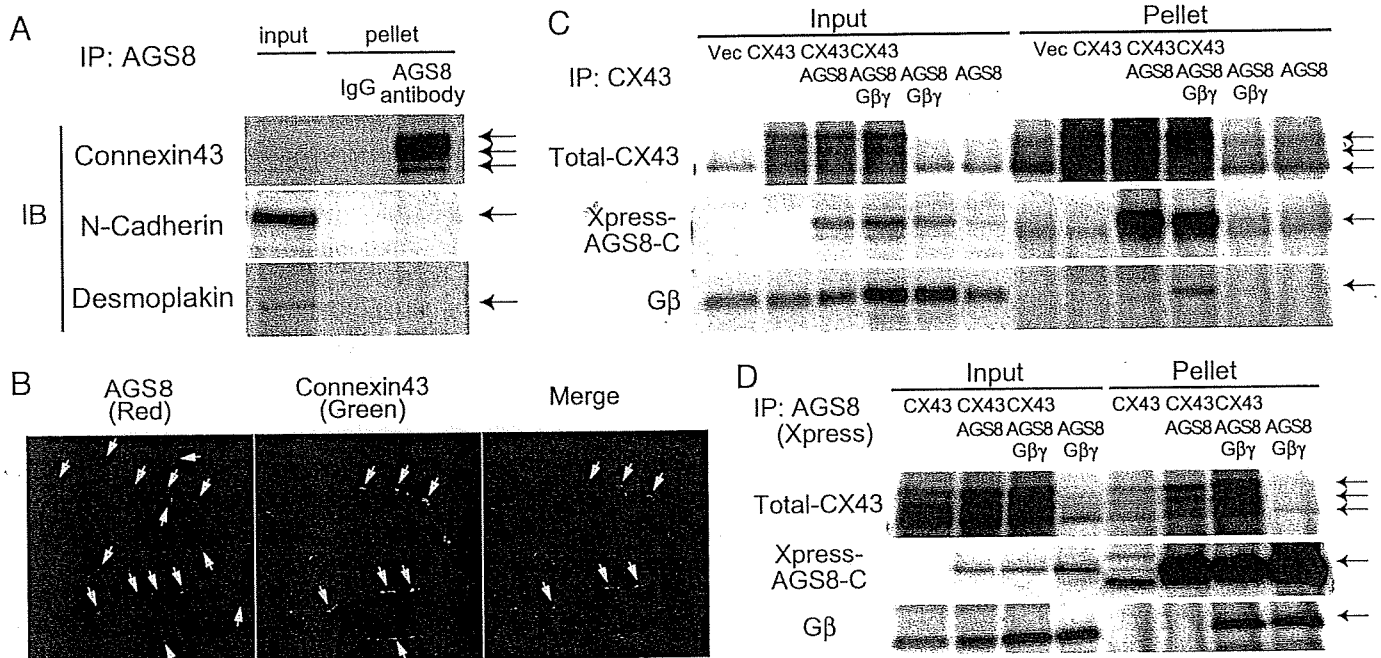 A
IP: AGS8
input pellet
IgG AGS8 antibody
IB
Connexin43
N-Cadherin
Desmoplakin
B
AGS8 (Red)
Connexin43 (Green)
Merge
C
IP: CX43
Input Pellet
Vec CX43 CX43 CX43 Vec CX43 CX43 CX43
AGS8 AGS8 AGS8 AGS8 AGS8 AGS8 AGS8 AGS8
Gβγ Gβγ Gβγ Gβγ
Total-CX43
Xpress-
AGS8-C
Gβ
D
IP: AGS8
(Xpress)
Input Pellet
CX43 CX43 CX43 CX43 CX43 CX43
AGS8 AGS8 AGS8 AGS8 AGS8 AGS8
Gβγ Gβγ Gβγ Gβγ
Total-CX43
Xpress-
AGS8-C
Gβ